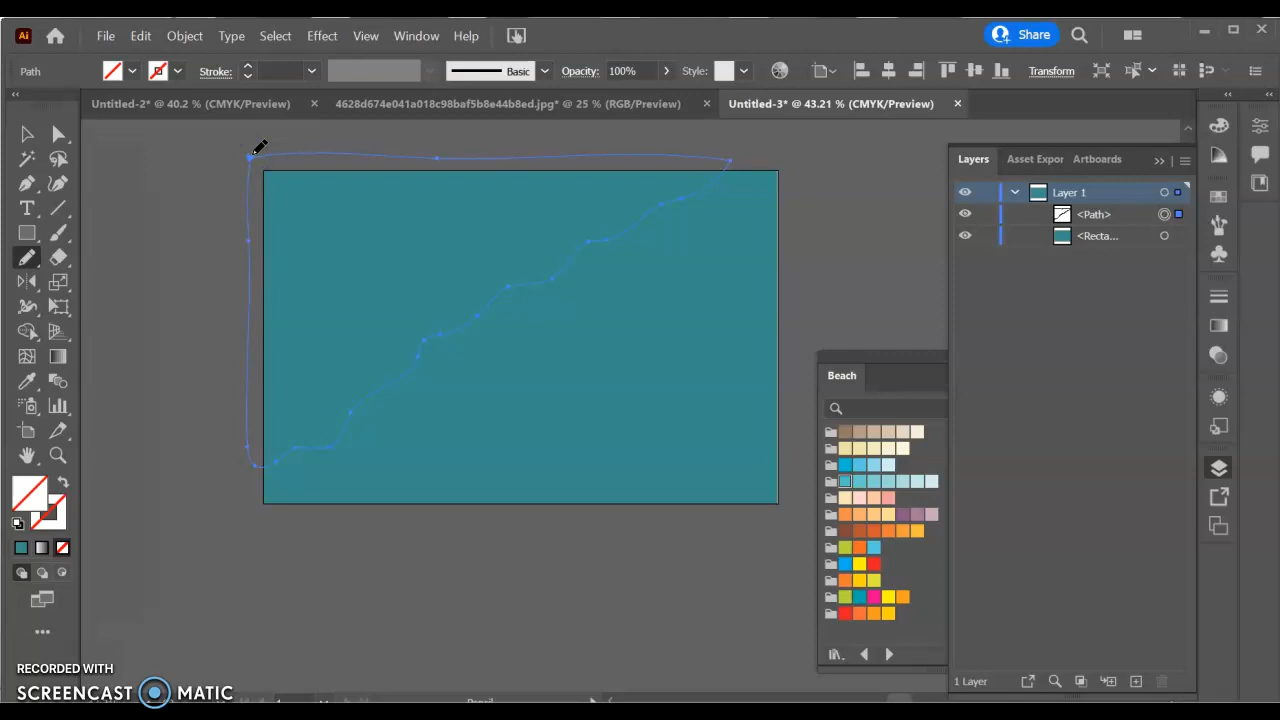 Ai File Edit Object Type Select Effect View Window Help Share
Path Stroke: Basic Opacity: 100% Style: Transform
Untitled-2* @ 40.2 % (CMYK/Preview) × 4628d674e041a018c98baf5b8e44b8ed.jpg* @ 25 % (RGB/Preview) × Untitled-3* @ 43.21 % (CMYK/Preview) ×
Layers Asset Expor Artboards
Layer 1
<Path>
<Recta...
Beach
1 Layer
RECORDED WITH
SCREENCAST MATIC
Pencil